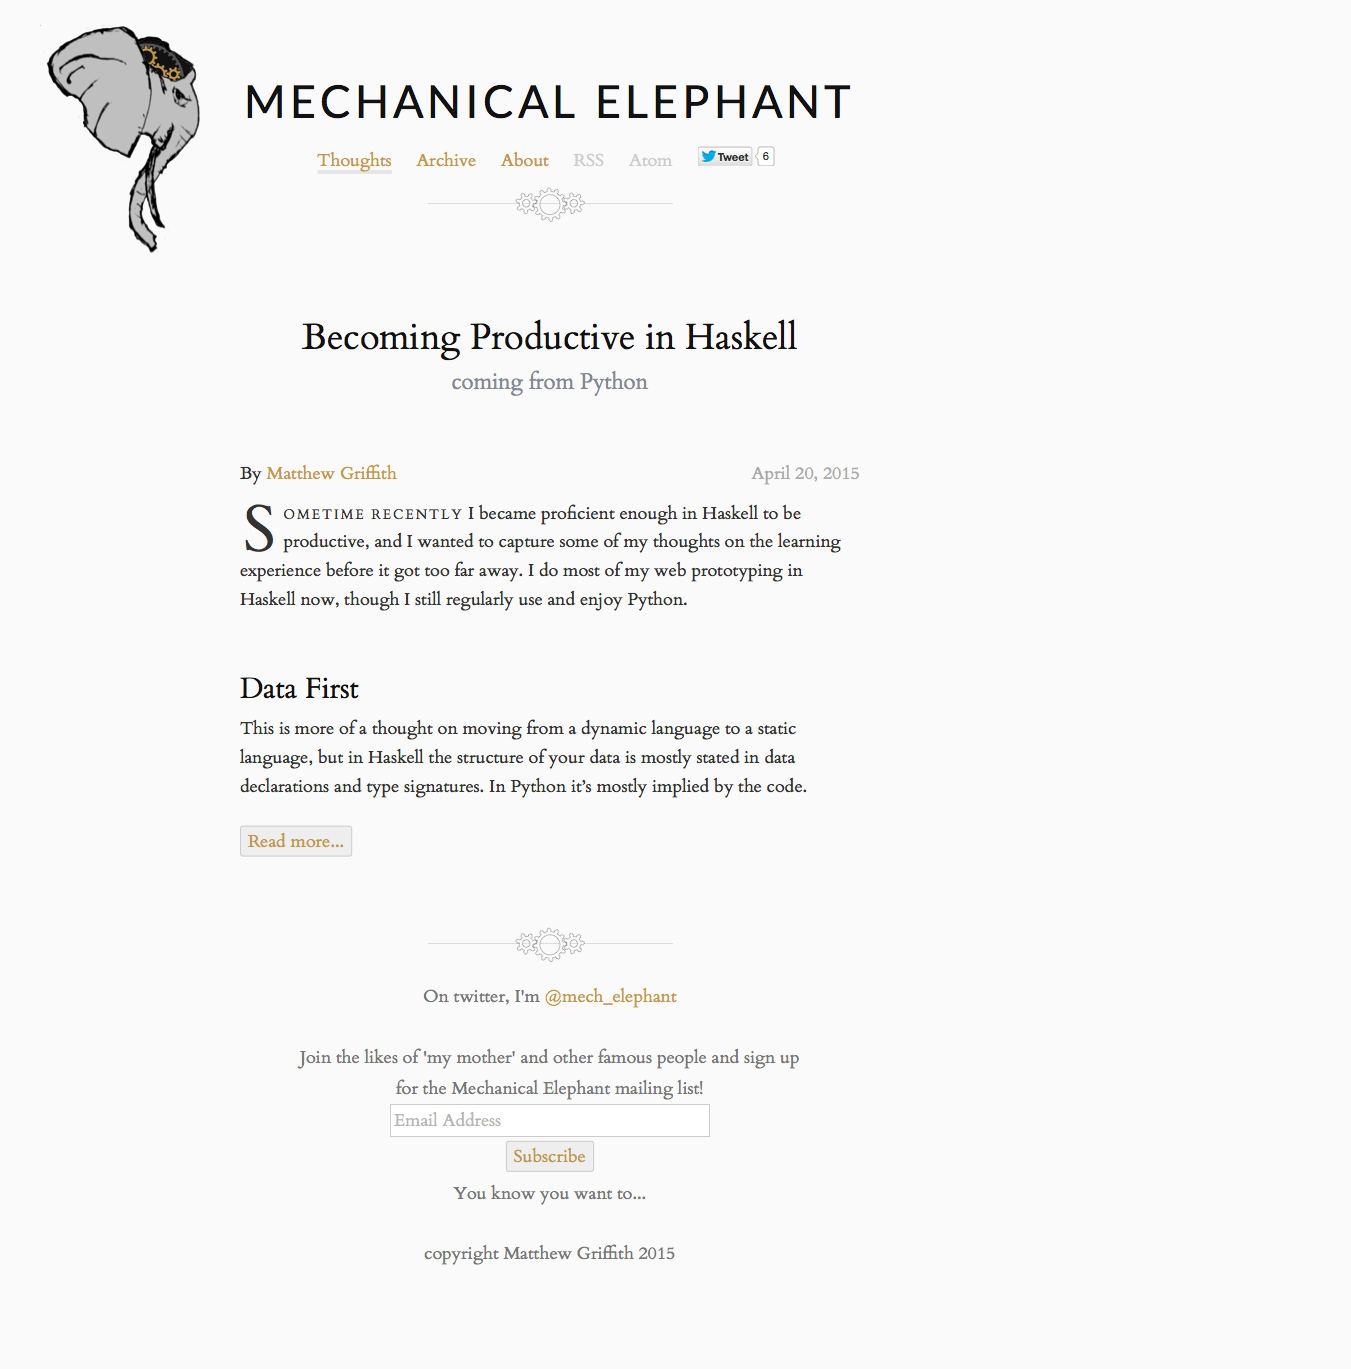 MECHANICAL ELEPHANT
Thoughts Archive About RSS Atom Tweet 6
Becoming Productive in Haskell
coming from Python
By Matthew Griffith April 20, 2015
SOMETIME RECENTLY I became proficient enough in Haskell to be
productive, and I wanted to capture some of my thoughts on the learning
experience before it got too far away. I do most of my web prototyping in
Haskell now, though I still regularly use and enjoy Python.
Data First
This is more of a thought on moving from a dynamic language to a static
language, but in Haskell the structure of your data is mostly stated in data
declarations and type signatures. In Python it’s mostly implied by the code.
Read more...
On twitter, I'm @mech_elephant
Join the likes of 'my mother' and other famous people and sign up
for the Mechanical Elephant mailing list!
Email Address
Subscribe
You know you want to...
copyright Matthew Griffith 2015